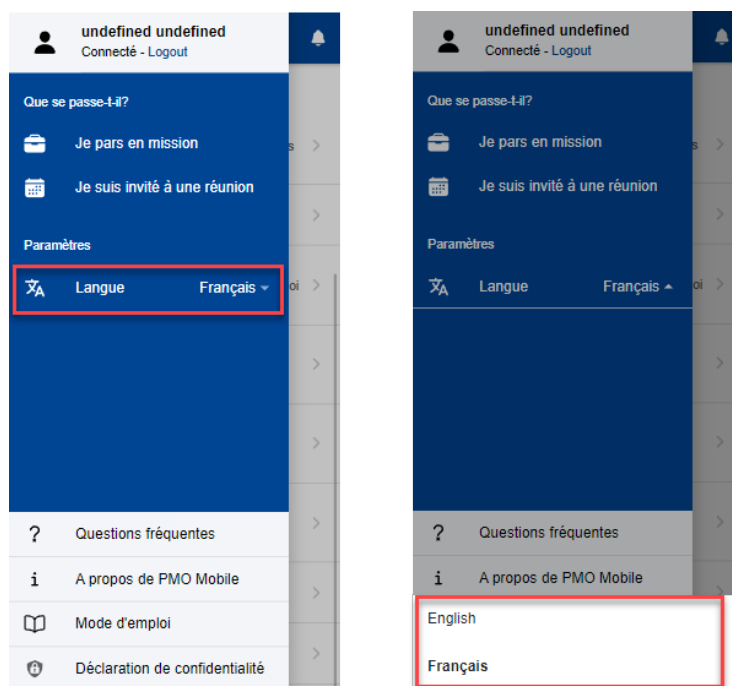 undefined undefined
Connecté - Logout
Que se passe-t-il?
Je pars en mission
s
Je suis invité à une réunion
Paramètres
Langue Français
oi
Questions fréquentes
A propos de PMO Mobile
Mode d'emploi
Déclaration de confidentialité
undefined undefined
Connecté - Logout
Que se passe-t-il?
Je pars en mission
s
Je suis invité à une réunion
Paramètres
Langue Français
oi
Questions fréquentes
A propos de PMO Mobile
English
Français